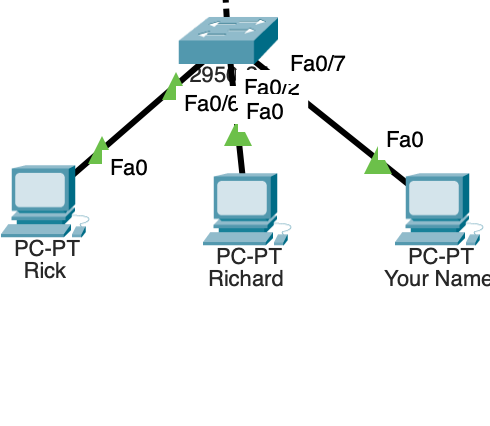 Fa0/7
2950
Fa0/2
Fa0/6
Fa0
Fa0
Fa0
PC-PT
Rick
PC-PT
Richard
PC-PT
Your Name